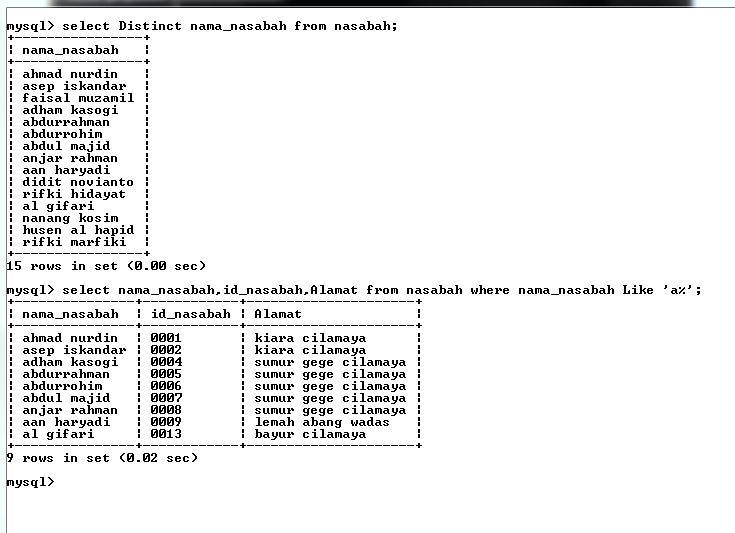 mysql> select Distinct nama_nasabah from nasabah;
+----------------+
| nama_nasabah   |
+----------------+
| ahmad nurdin   |
| asep iskandar  |
| faisal muzamil |
| adham kasogi   |
| abdurrahman    |
| abdurrohim     |
| abdul majid    |
| anjar rahman   |
| aan haryadi    |
| didit novianto |
| rifki hidayat  |
| al gifari      |
| nanang kosim   |
| husen al hapid |
| rifki marfiki  |
+----------------+
15 rows in set (0.00 sec)
mysql> select nama_nasabah,id_nasabah,Alamat from nasabah where nama_nasabah Like 'a%';
+---------------+------------+---------------------+
| nama_nasabah  | id_nasabah | Alamat              |
+---------------+------------+---------------------+
| ahmad nurdin  | 0001       | kiara cilamaya      |
| asep iskandar | 0002       | kiara cilamaya      |
| adham kasogi  | 0004       | sumur gege cilamaya |
| abdurrahman   | 0005       | sumur gege cilamaya |
| abdurrohim    | 0006       | sumur gege cilamaya |
| abdul majid   | 0007       | sumur gege cilamaya |
| anjar rahman  | 0008       | sumur gege cilamaya |
| aan haryadi   | 0009       | lemah abang wadas   |
| al gifari     | 0013       | bayur cilamaya      |
+---------------+------------+---------------------+
9 rows in set (0.02 sec)
mysql>